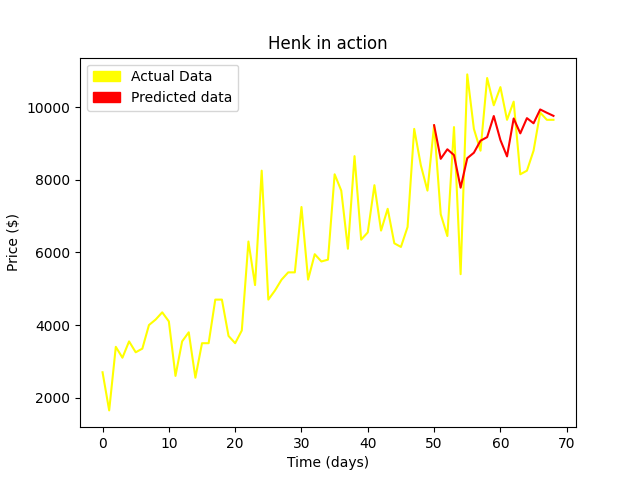 Henk in action
Actual Data
Predicted data
Price ($)
10000
8000
6000
4000
2000
0 10 20 30 40 50 60 70
Time (days)